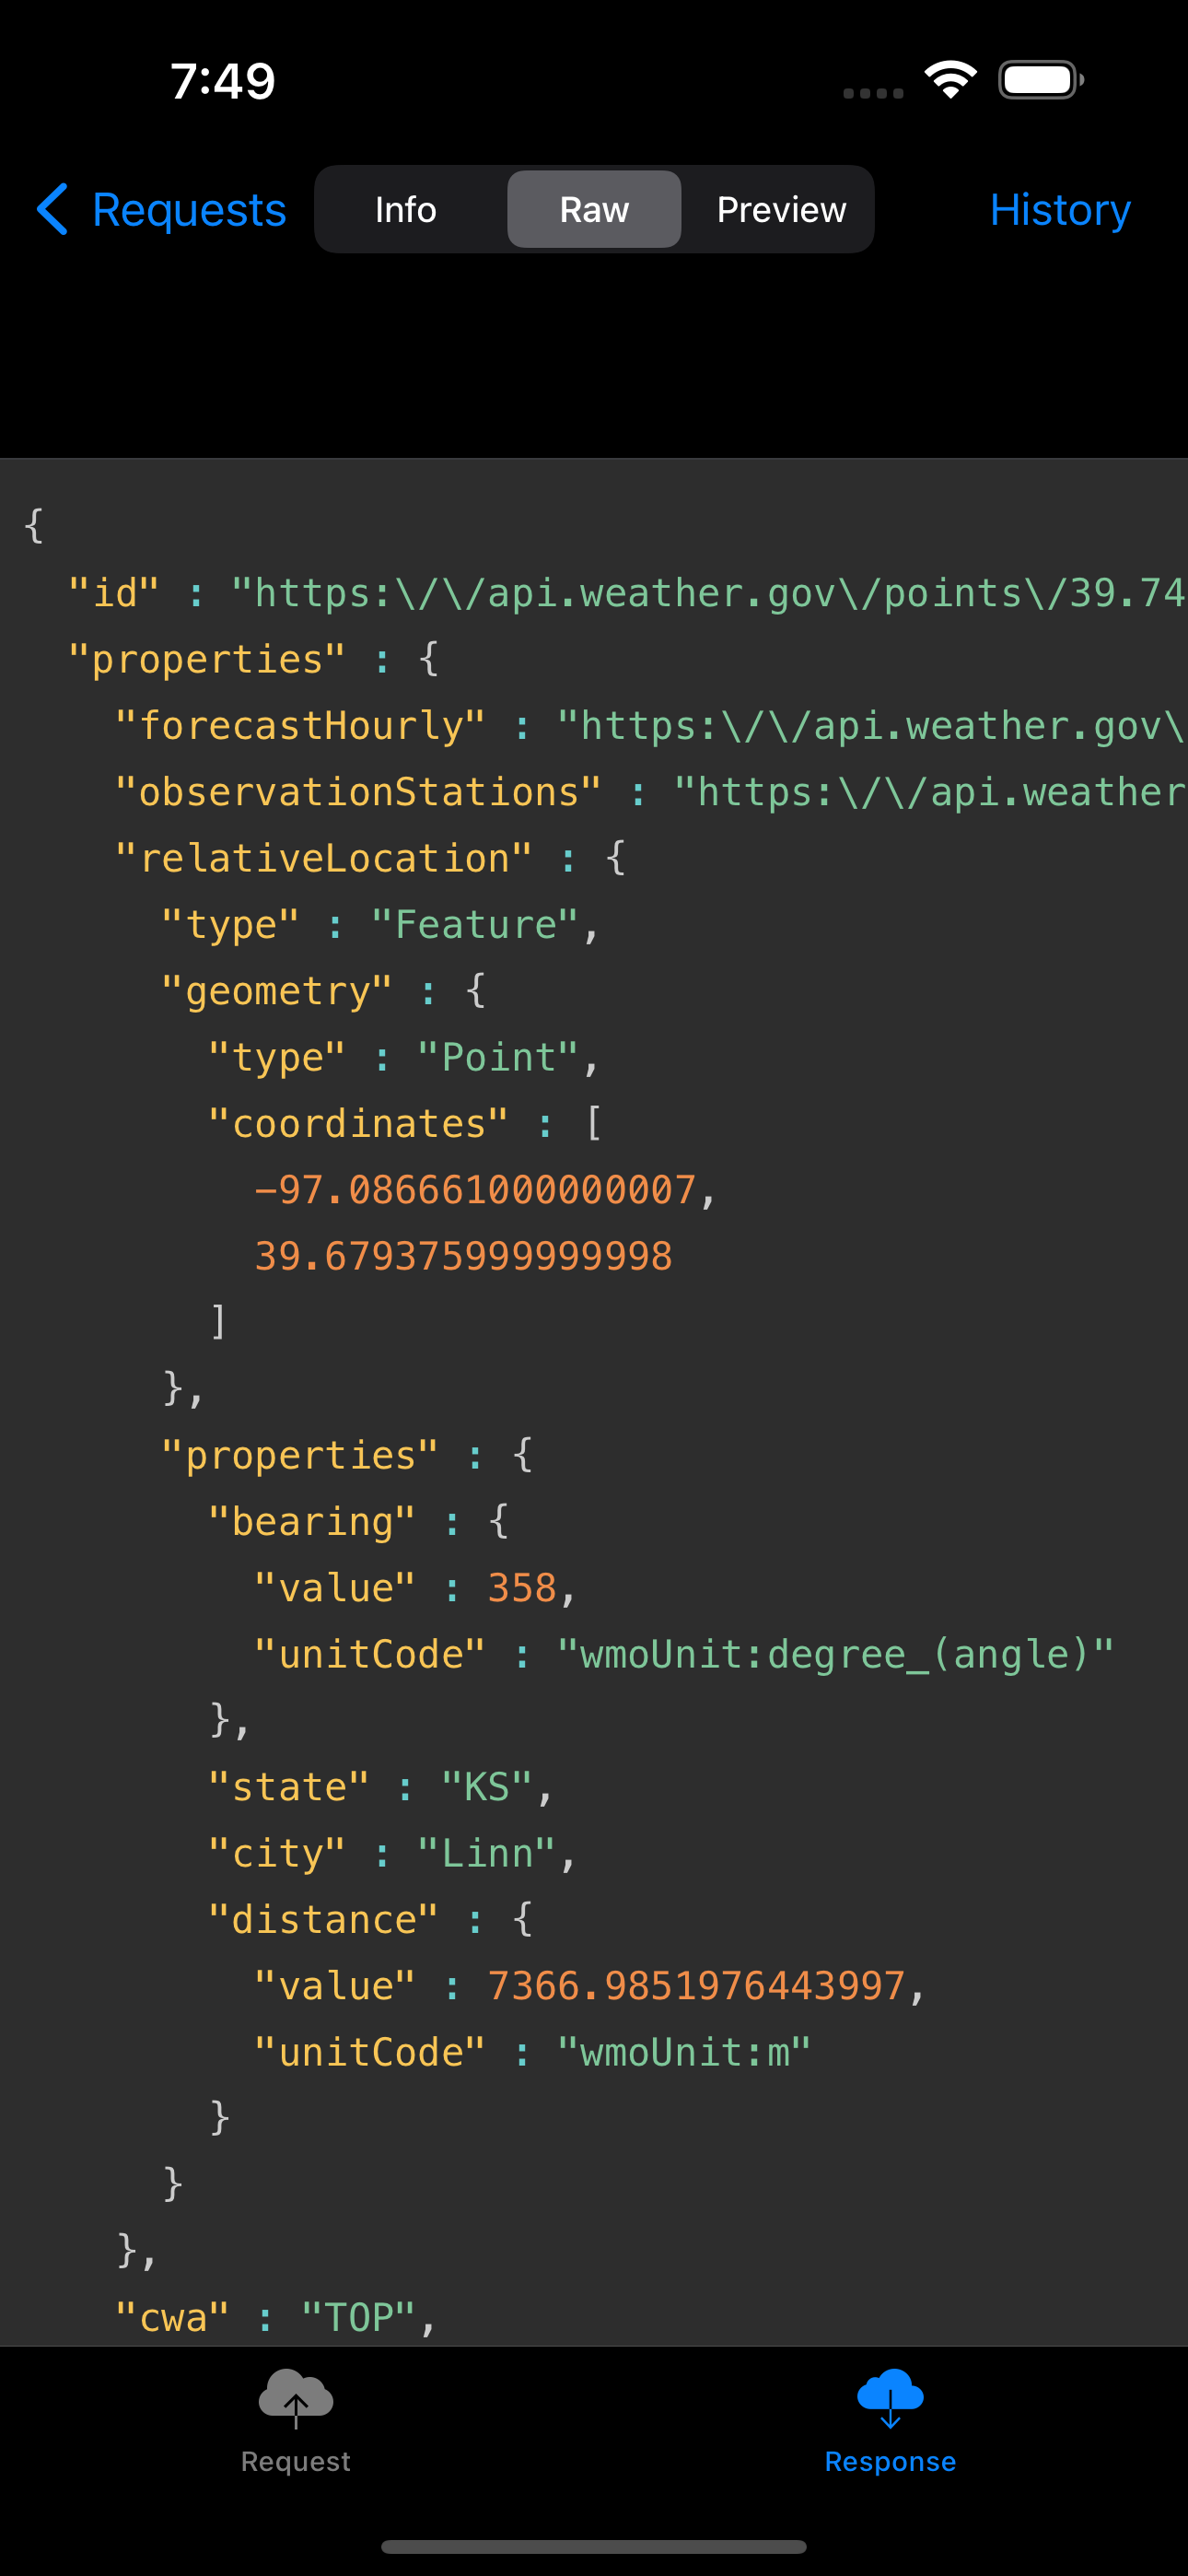 7:49
Requests Info Raw Preview History
{
"id" : "https:\/\/api.weather.gov\/points\/39.74
"properties" : {
"forecastHourly" : "https:\/\/api.weather.gov\
"observationStations" : "https:\/\/api.weather
"relativeLocation" : {
"type" : "Feature",
"geometry" : {
"type" : "Point",
"coordinates" : [
-97.086661000000007,
39.679375999999998
]
},
"properties" : {
"bearing" : {
"value" : 358,
"unitCode" : "wmoUnit:degree_(angle)"
},
"state" : "KS",
"city" : "Linn",
"distance" : {
"value" : 7366.9851976443997,
"unitCode" : "wmoUnit:m"
}
}
},
"cwa" : "TOP",
Request Response